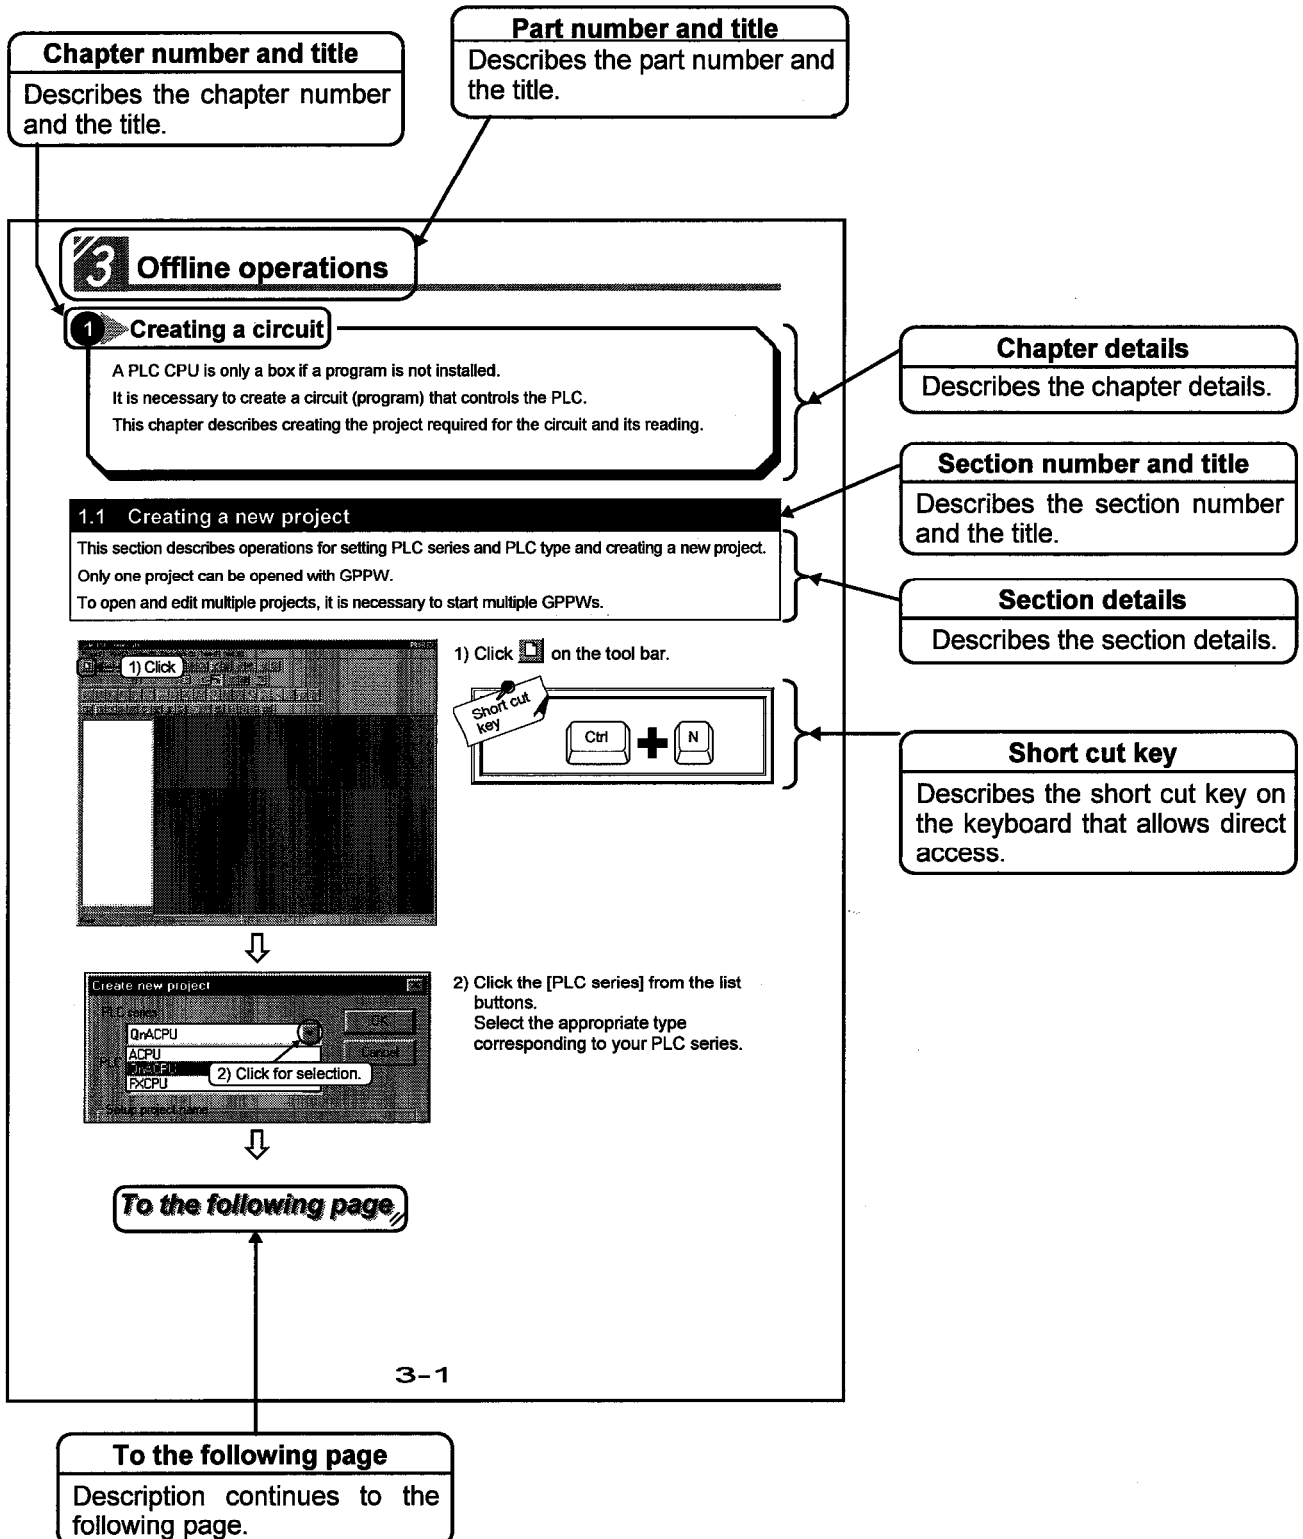 Part number and title
Describes the part number and
the title.
Chapter number and title
Describes the chapter number
and the title.
3 Offline operations
1 Creating a circuit
A PLC CPU is only a box if a program is not installed.
It is necessary to create a circuit (program) that controls the PLC.
This chapter describes creating the project required for the circuit and its reading.
Chapter details
Describes the chapter details.
Section number and title
Describes the section number
and the title.
1.1 Creating a new project
This section describes operations for setting PLC series and PLC type and creating a new project.
Only one project can be opened with GPPW.
To open and edit multiple projects, it is necessary to start multiple GPPWs.
Section details
Describes the section details.
1) Click
1) Click on the tool bar.
Short cut
key
Ctrl + N
Short cut key
Describes the short cut key on
the keyboard that allows direct
access.
Create new project
PLC series
QnACPU
OK
ACPU
PLC
QnACPU
FXCPU
Cancel
2) Click for selection.
Setup project name
2) Click the [PLC series] from the list
buttons.
Select the appropriate type
corresponding to your PLC series.
To the following page
3-1
To the following page
Description continues to the
following page.